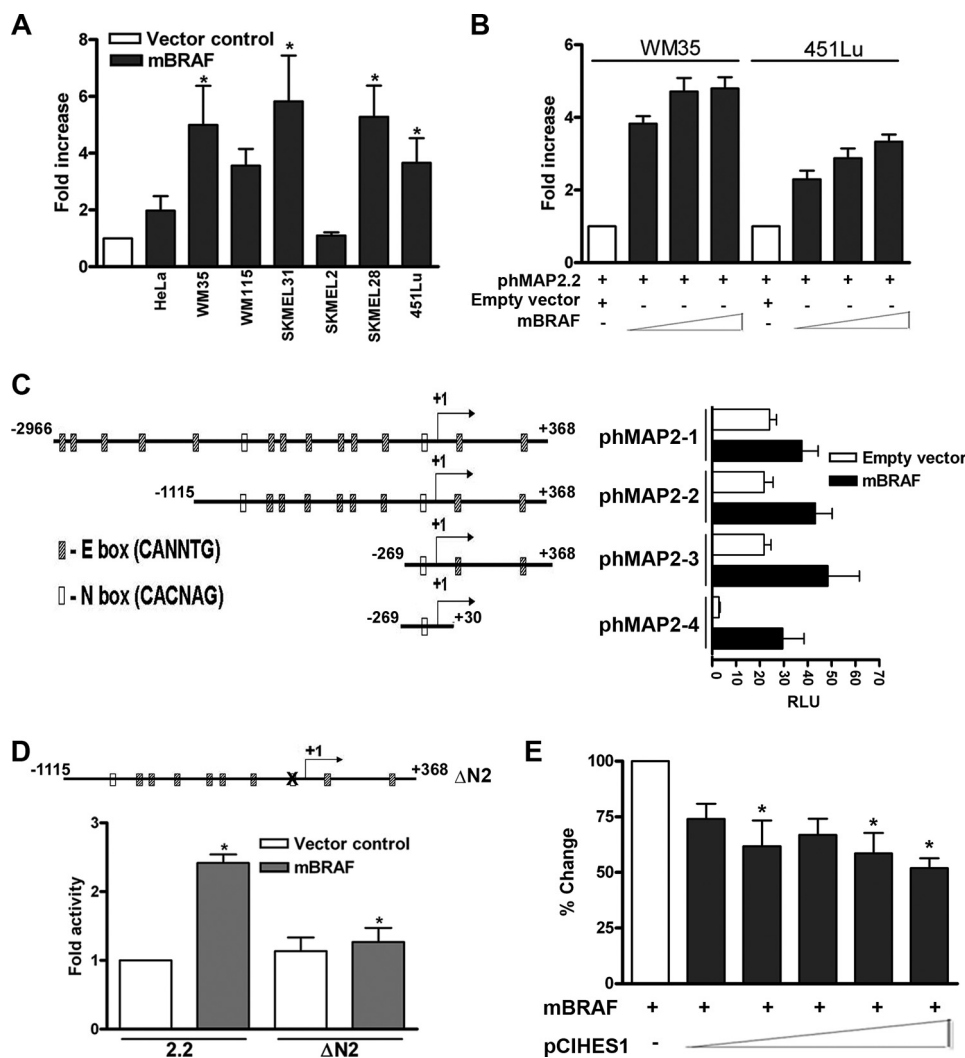 A
Vector control
mBRAF
*
*
*
*
8
6
4
2
0
Fold increase
HeLa
WM35
WM115
SKMEL31
SKMEL2
SKMEL28
451Lu
B
WM35
451Lu
6
4
2
0
Fold increase
phMAP2.2 + + + + + + + +
Empty vector + - - - + - - -
mBRAF - -
C
-2966 +1 +368
-1115 +1 +368
-269 +1 +368
-269 +1 +30
- E box (CANNTG)
- N box (CACNAG)
phMAP2-1
phMAP2-2
phMAP2-3
phMAP2-4
Empty vector
mBRAF
0 10 20 30 40 50 60 70
RLU
D
-1115 X +1 +368 ΔN2
Vector control
mBRAF
*
*
3
2
1
0
Fold activity
2.2 ΔN2
E
100
75
50
25
0
% Change
*
*
*
mBRAF + + + + + +
pCIHES1 -